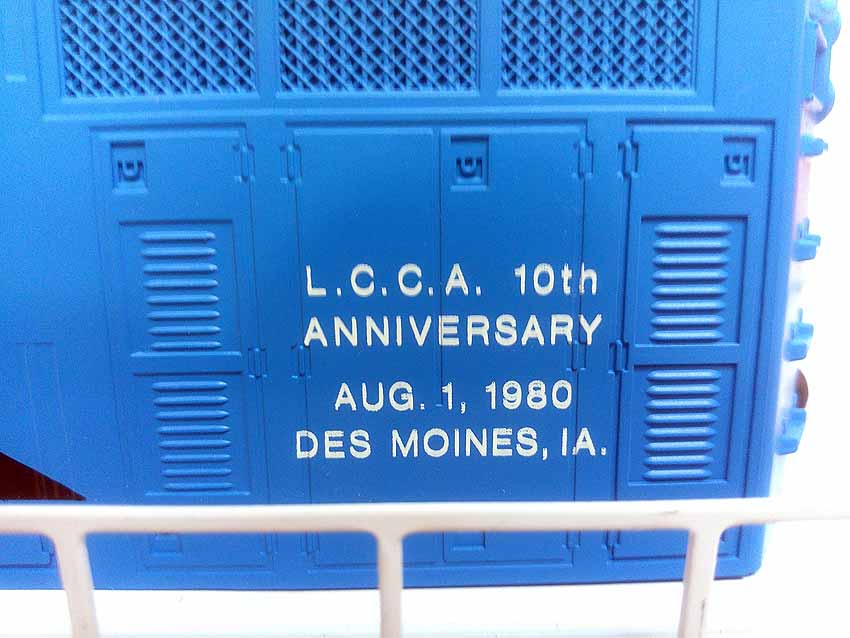 L.C.C.A. 10th
ANNIVERSARY
AUG. 1, 1980
DES MOINES, IA.